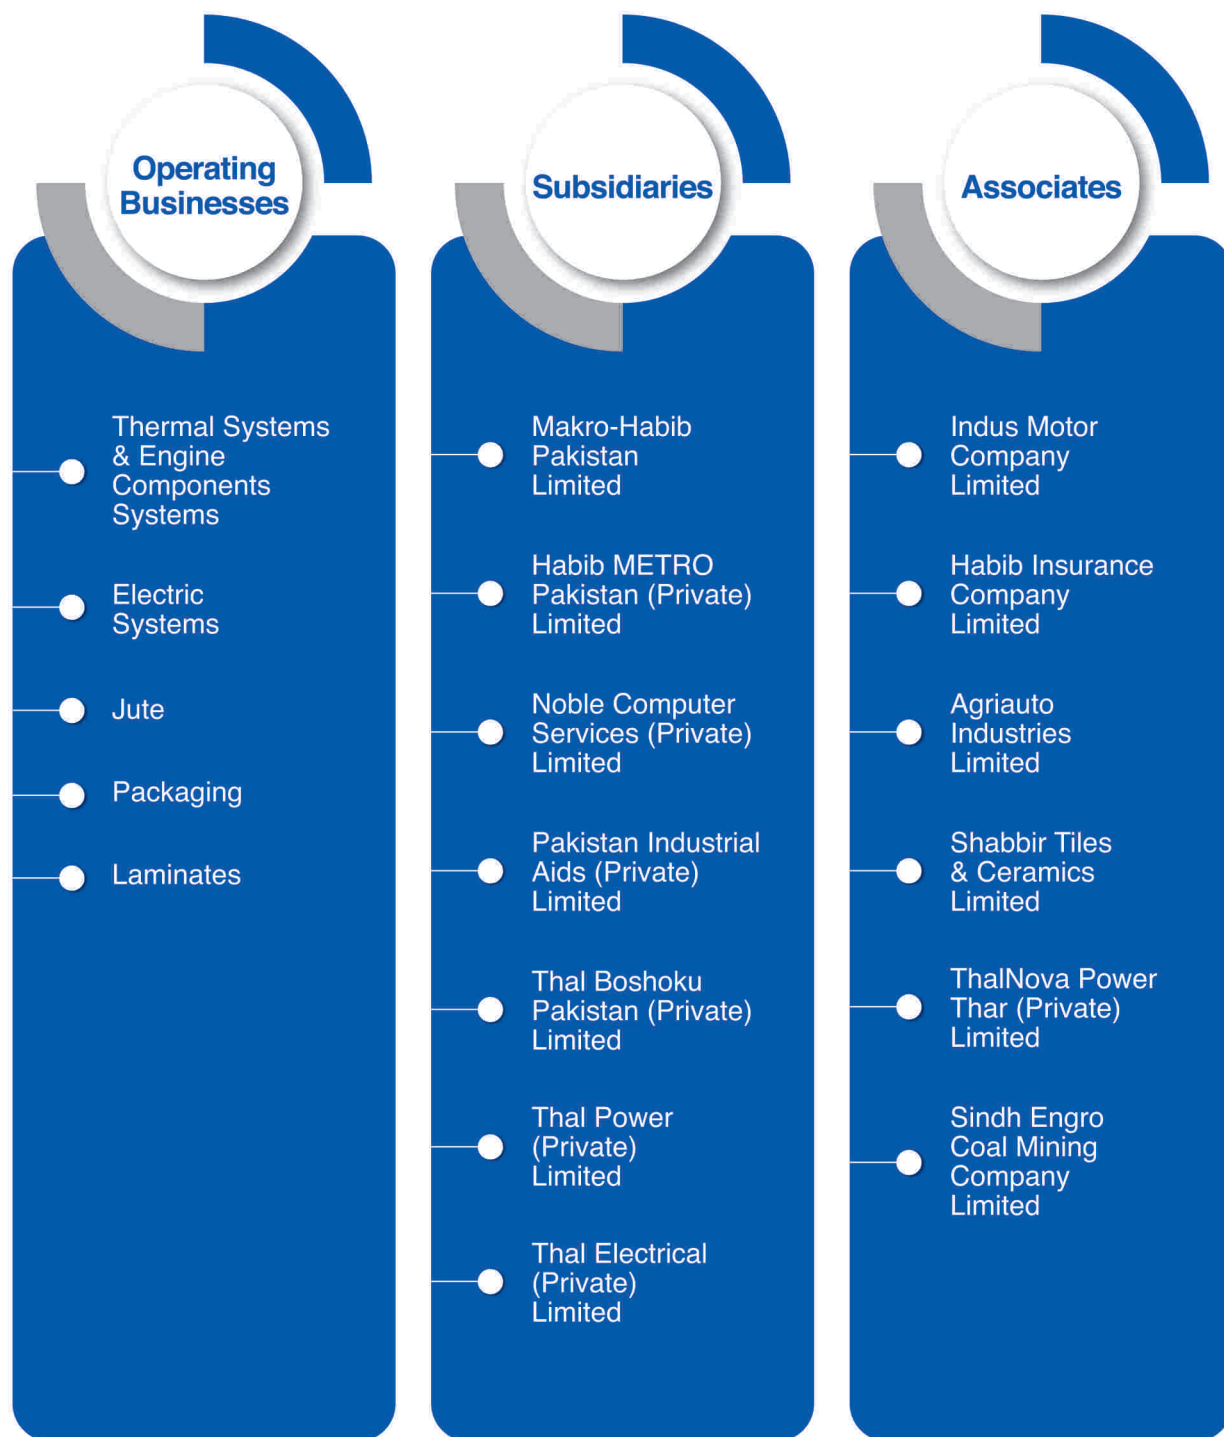 Operating
Businesses
Thermal Systems
& Engine
Components
Systems
Electric
Systems
Jute
Packaging
Laminates
Subsidiaries
Makro-Habib
Pakistan
Limited
Habib METRO
Pakistan (Private)
Limited
Noble Computer
Services (Private)
Limited
Pakistan Industrial
Aids (Private)
Limited
Thal Boshoku
Pakistan (Private)
Limited
Thal Power
(Private)
Limited
Thal Electrical
(Private)
Limited
Associates
Indus Motor
Company
Limited
Habib Insurance
Company
Limited
Agriauto
Industries
Limited
Shabbir Tiles
& Ceramics
Limited
ThalNova Power
Thar (Private)
Limited
Sindh Engro
Coal Mining
Company
Limited